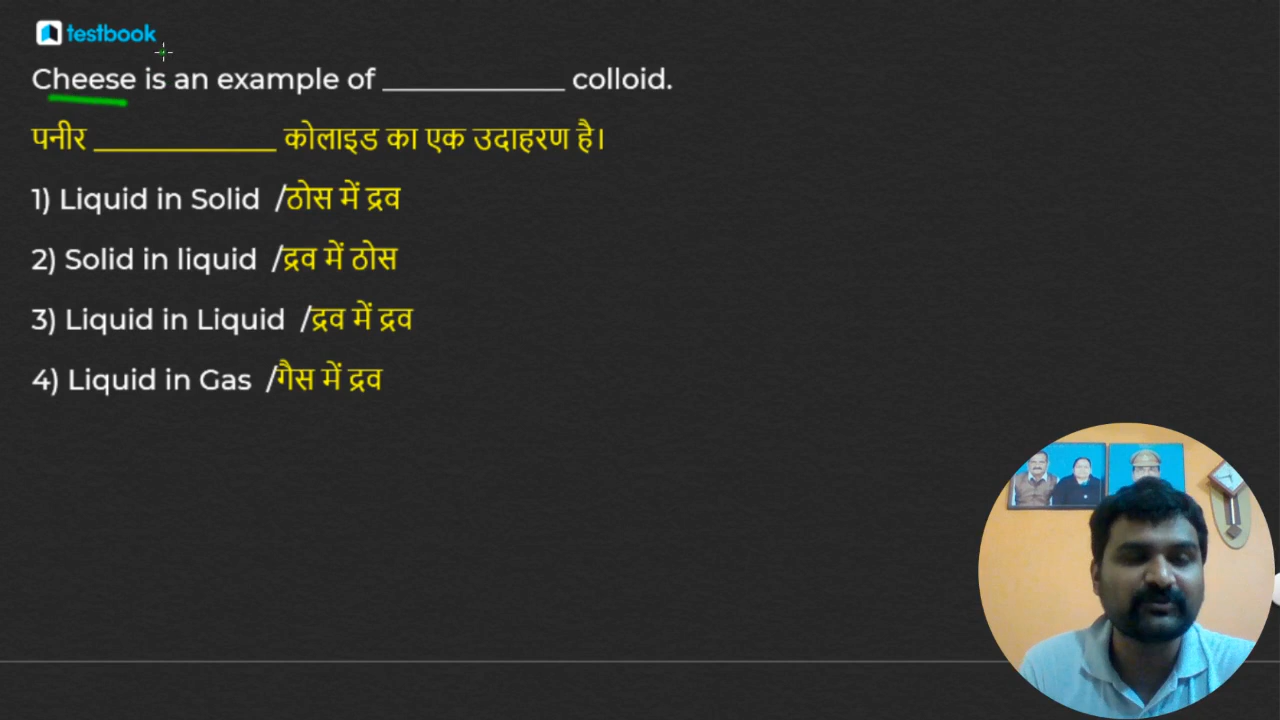 testbook
Cheese is an example of ____________ colloid.
पनीर ____________ कोलाइड का एक उदाहरण है।
1) Liquid in Solid /ठोस में द्रव
2) Solid in liquid /द्रव में ठोस
3) Liquid in Liquid /द्रव में द्रव
4) Liquid in Gas /गैस में द्रव